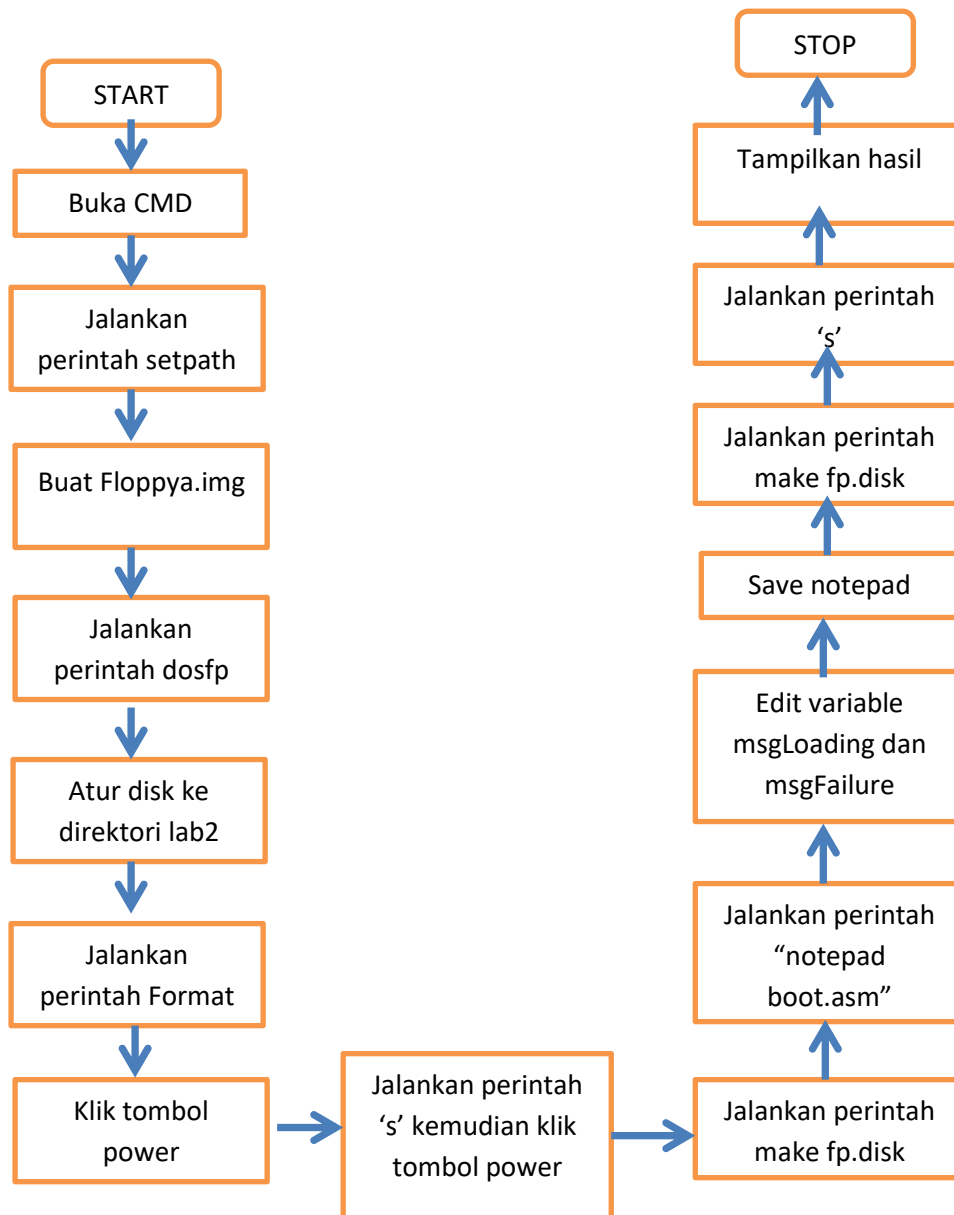 START
Buka CMD
Jalankan
perintah setpath
Buat Floppya.img
Jalankan
perintah dosfp
Atur disk ke
direktori lab2
Jalankan
perintah Format
Klik tombol
power
Jalankan perintah
‘s’ kemudian klik
tombol power
Jalankan perintah
make fp.disk
Jalankan perintah
“notepad
boot.asm”
Edit variable
msgLoading dan
msgFailure
Save notepad
Jalankan perintah
make fp.disk
Jalankan perintah
‘s’
Tampilkan hasil
STOP